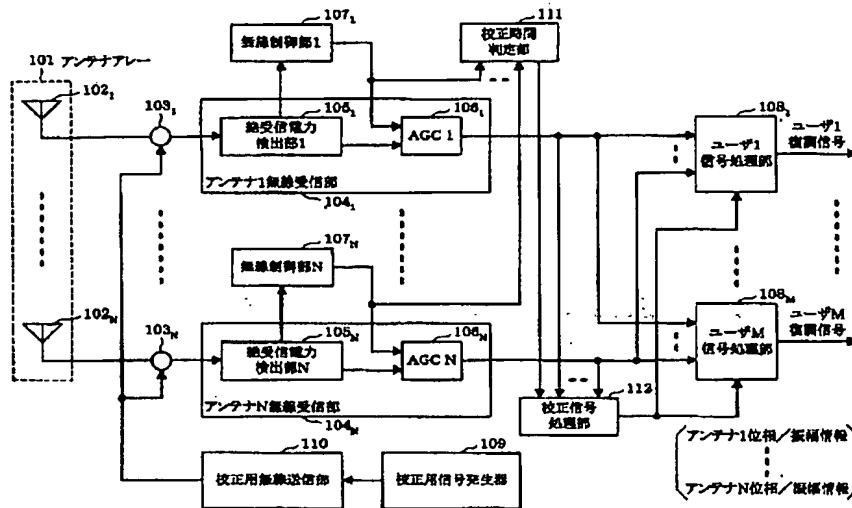 107₁
無線制御部1
111
校正時間
判定部
101 アンテナアレー
102₁
103₁
105₁
総受信電力
検出部1
106₁
AGC 1
アンテナ1無線受信部
104₁
108₁
ユーザ1
信号処理部
ユーザ1
復調信号
107N
無線制御部N
102N
103N
105N
総受信電力
検出部N
106N
AGC N
アンテナN無線受信部
104N
108M
ユーザM
信号処理部
ユーザM
復調信号
112
校正信号
処理部
110
校正用無線送信部
109
校正用信号発生器
アンテナ1位相/振幅情報
アンテナN位相/振幅情報